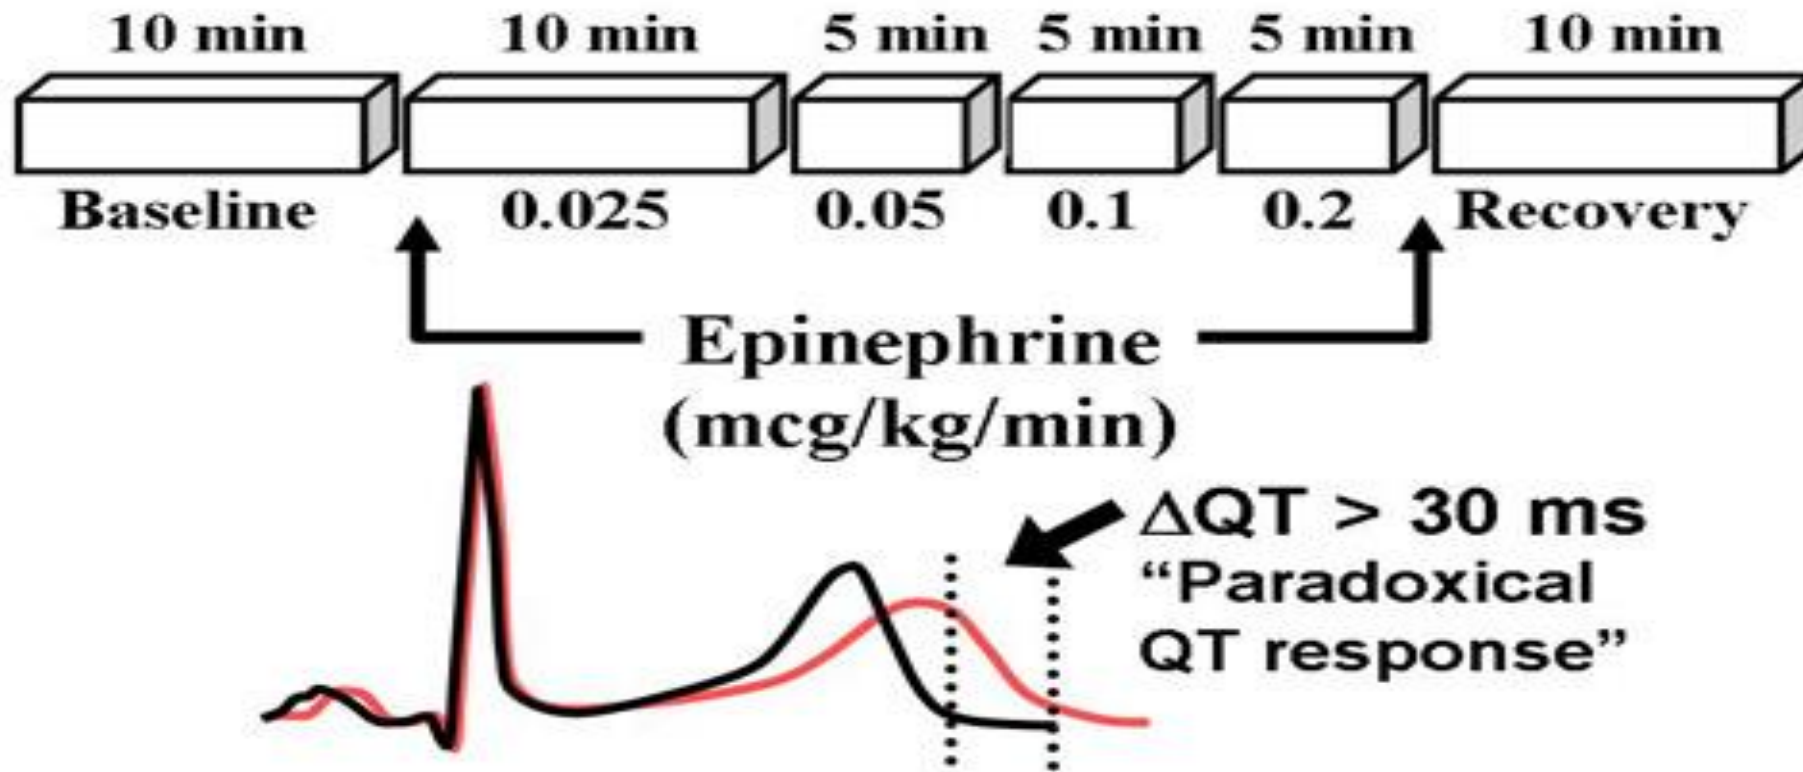 10 min 10 min 5 min 5 min 5 min 10 min
Baseline 0.025 0.05 0.1 0.2 Recovery
Epinephrine
(mcg/kg/min)
ΔQT > 30 ms
“Paradoxical
QT response”